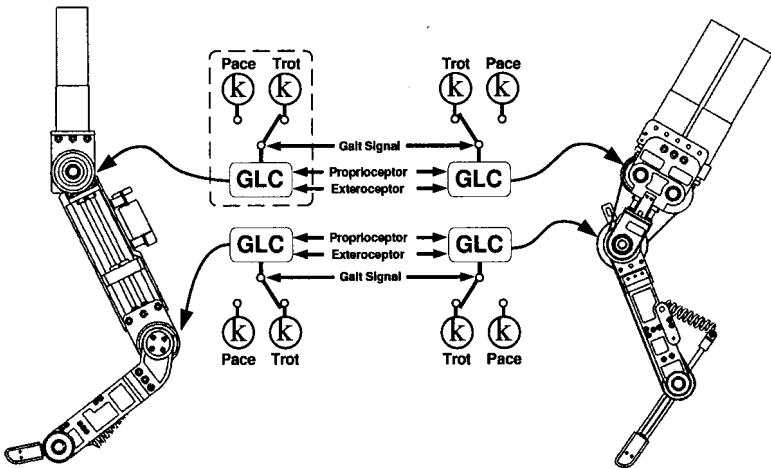 Pace Trot Trot Pace
k k k k
Gait Signal
GLC Proprioceptor GLC
Exteroceptor
GLC Proprioceptor GLC
Exteroceptor
Gait Signal
k k k k
Pace Trot Trot Pace